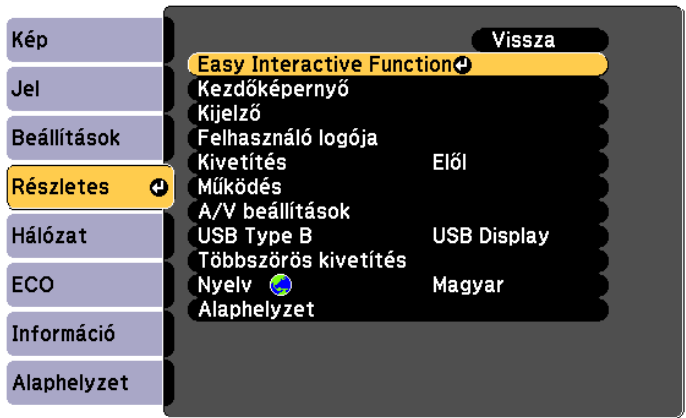 Kép
Jel
Beállítások
Részletes
Hálózat
ECO
Információ
Alaphelyzet
Vissza
Easy Interactive Function
Kezdőképernyő
Kijelző
Felhasználó logója
Kivetítés Elől
Működés
A/V beállítások
USB Type B USB Display
Többszörös kivetítés
Nyelv Magyar
Alaphelyzet